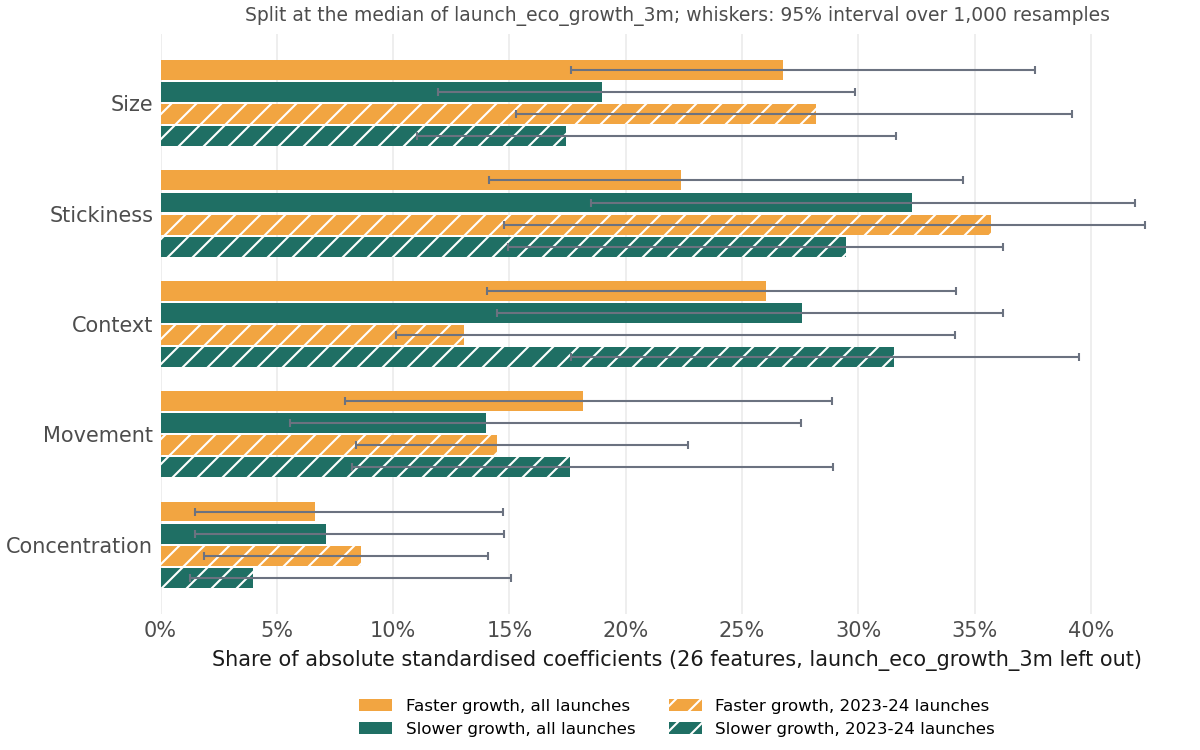 Split at the median of launch_eco_growth_3m; whiskers: 95% interval over 1,000 resamples
Size
Stickiness
Context
Movement
Concentration
0% 5% 10% 15% 20% 25% 30% 35% 40%
Share of absolute standardised coefficients (26 features, launch_eco_growth_3m left out)
Faster growth, all launches
Slower growth, all launches
Faster growth, 2023-24 launches
Slower growth, 2023-24 launches